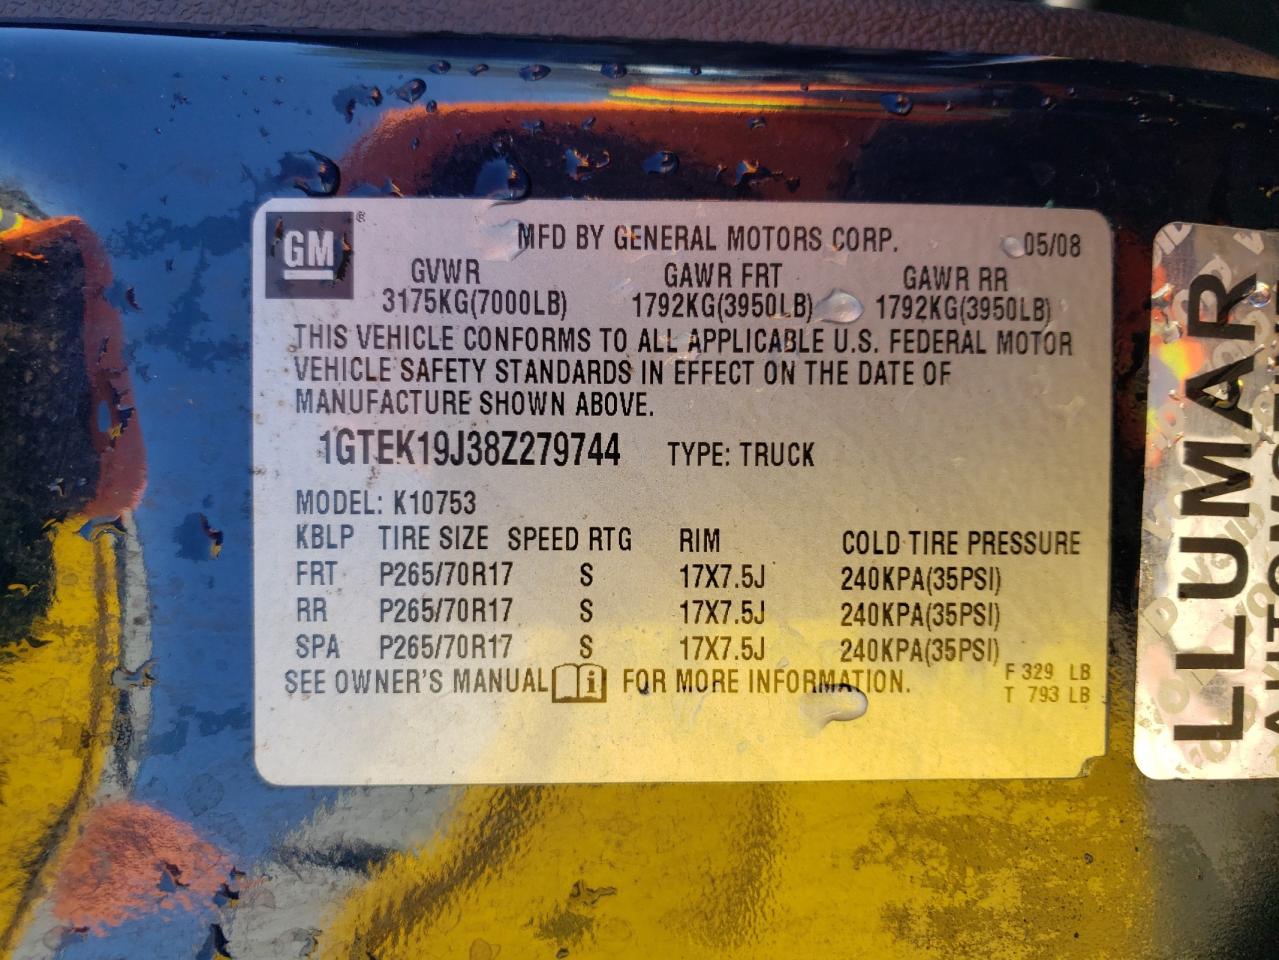 GM ®
MFD BY GENERAL MOTORS CORP. 05/08
GVWR GAWR FRT GAWR RR
3175KG(7000LB) 1792KG(3950LB) 1792KG(3950LB)
THIS VEHICLE CONFORMS TO ALL APPLICABLE U.S. FEDERAL MOTOR
VEHICLE SAFETY STANDARDS IN EFFECT ON THE DATE OF
MANUFACTURE SHOWN ABOVE.
1GTEK19J38Z279744 TYPE: TRUCK
MODEL: K10753
KBLP TIRE SIZE SPEED RTG RIM COLD TIRE PRESSURE
FRT P265/70R17 S 17X7.5J 240KPA(35PSI)
RR P265/70R17 S 17X7.5J 240KPA(35PSI)
SPA P265/70R17 S 17X7.5J 240KPA(35PSI)
SEE OWNER'S MANUAL i FOR MORE INFORMATION.
F 329 LB
T 793 LB
LLUMAR